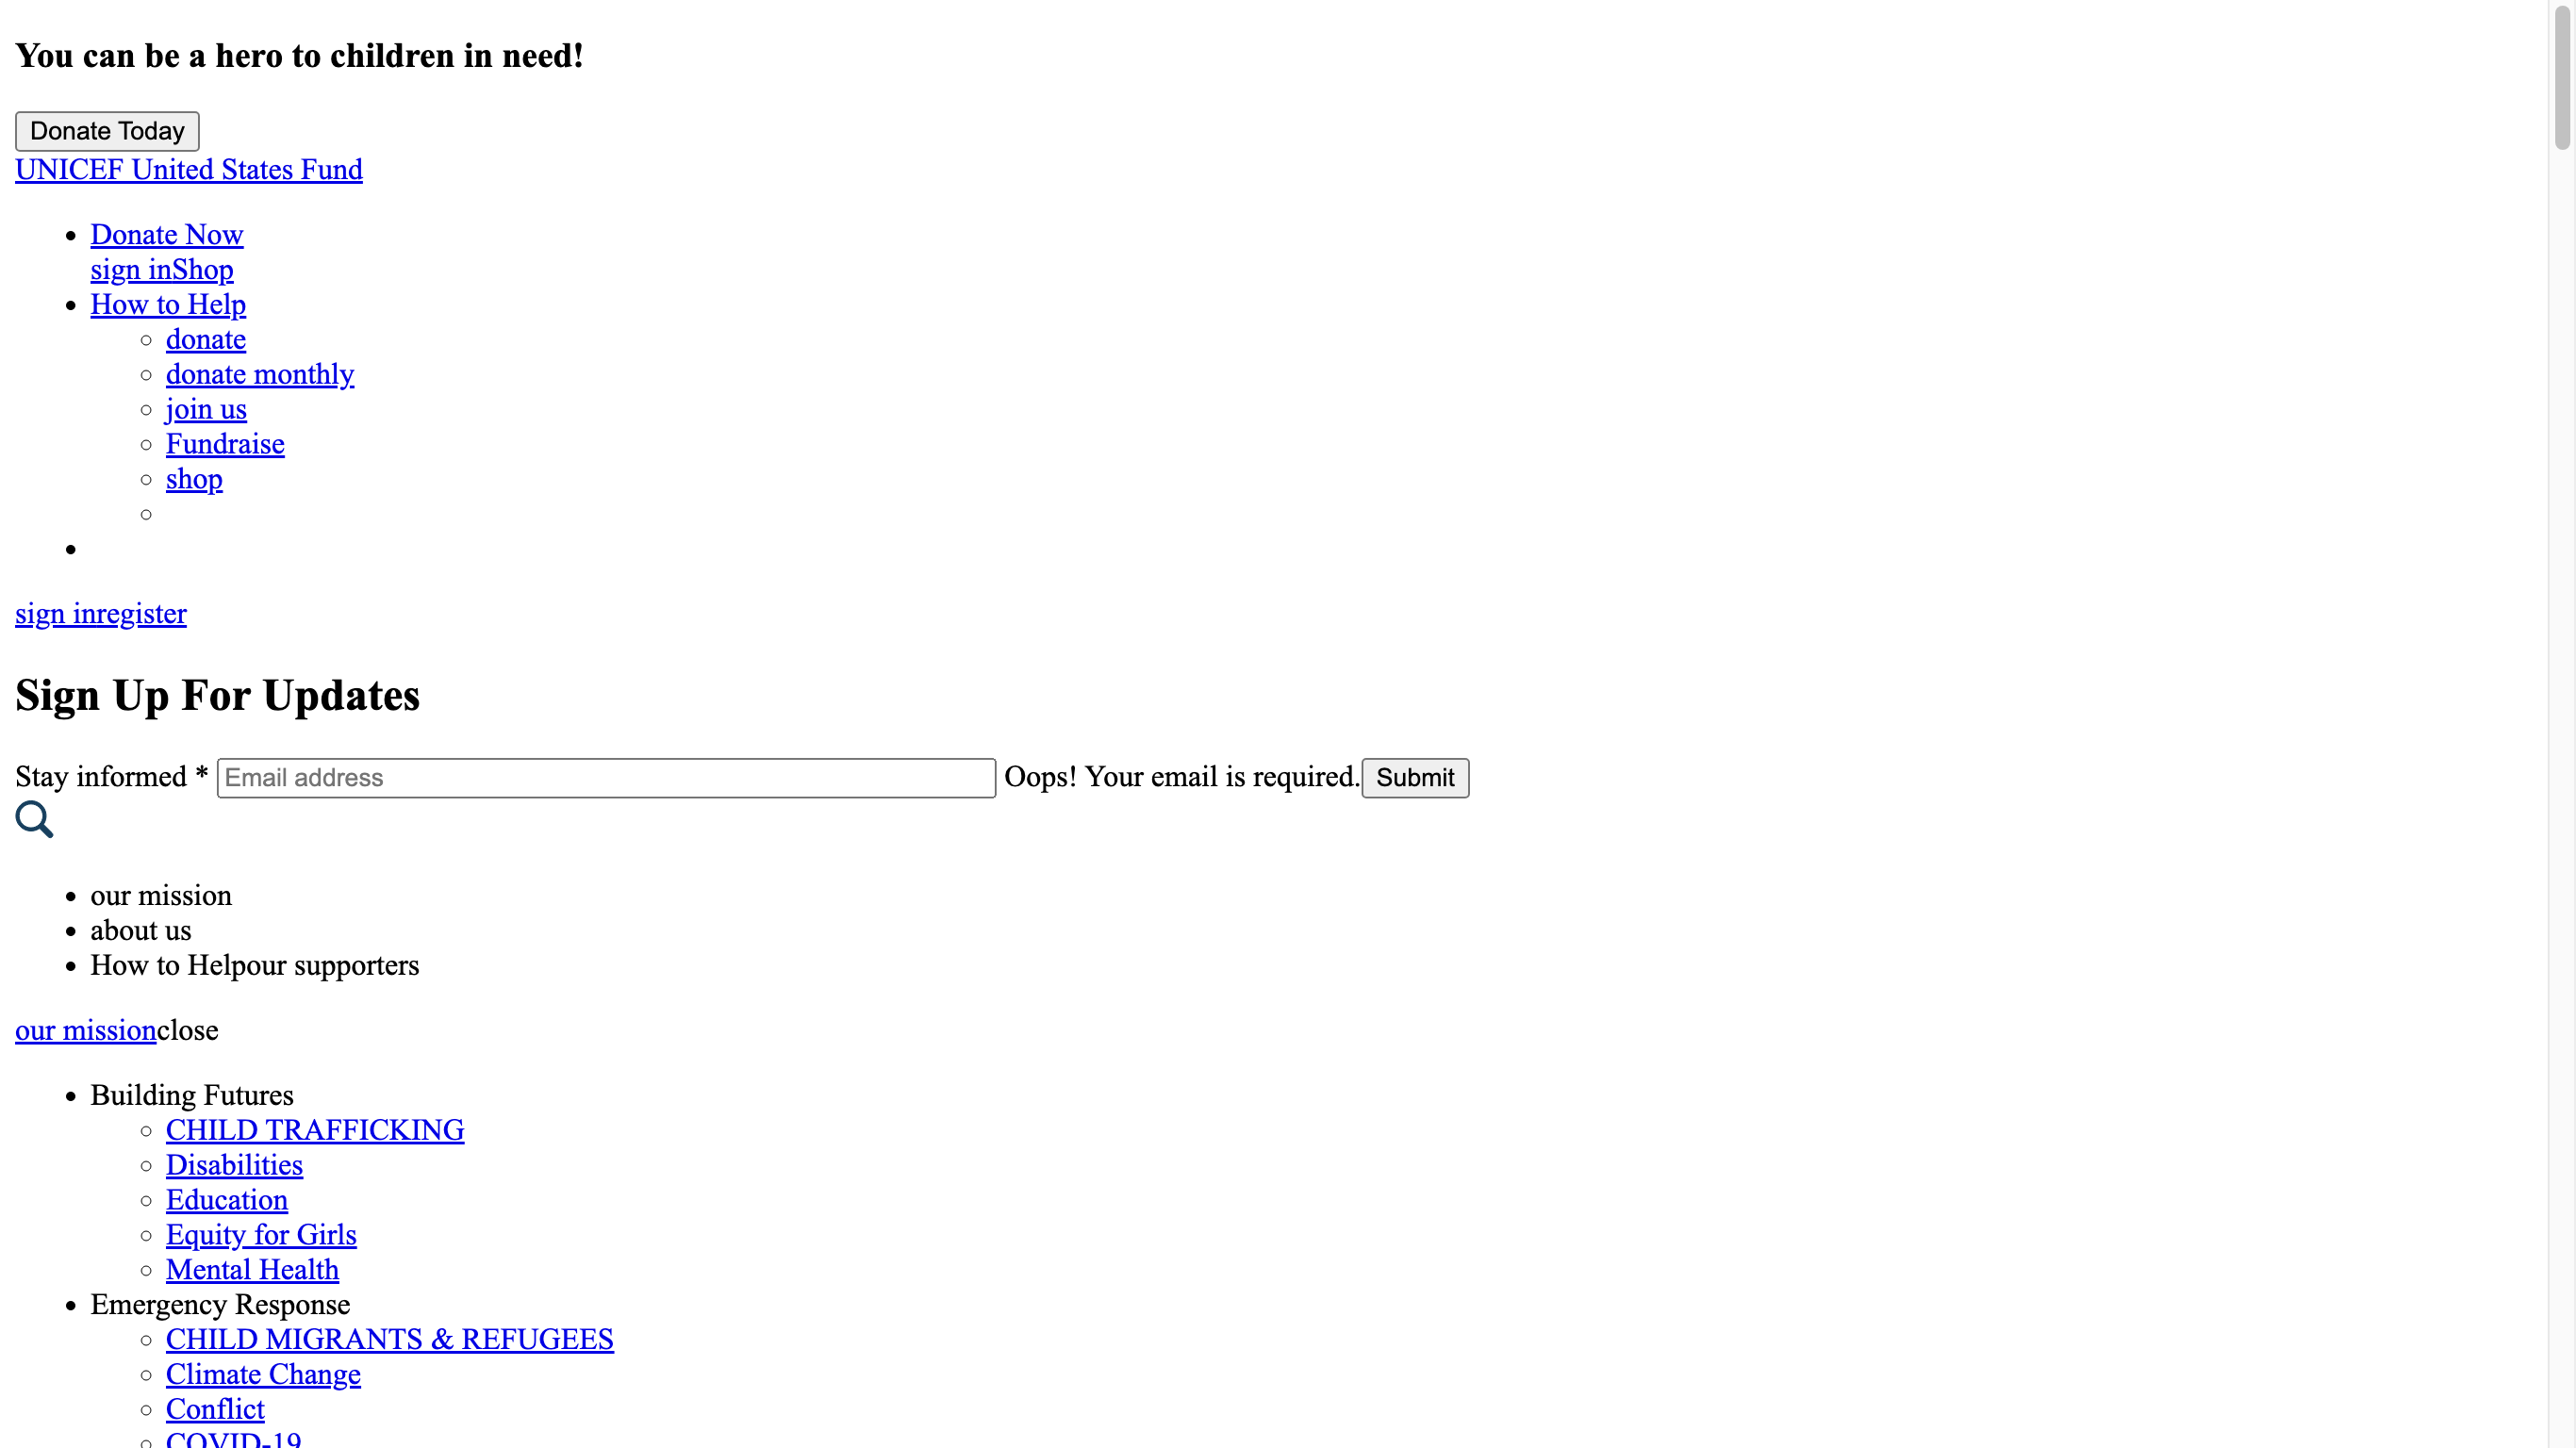 You can be a hero to children in need!
Donate Today
UNICEF United States Fund
Donate Now
sign inShop
How to Help
donate
donate monthly
join us
Fundraise
shop
sign inregister
Sign Up For Updates
Stay informed * Email address Oops! Your email is required. Submit
our mission
about us
How to Helpour supporters
our missionclose
Building Futures
CHILD TRAFFICKING
Disabilities
Education
Equity for Girls
Mental Health
Emergency Response
CHILD MIGRANTS & REFUGEES
Climate Change
Conflict
COVID-19